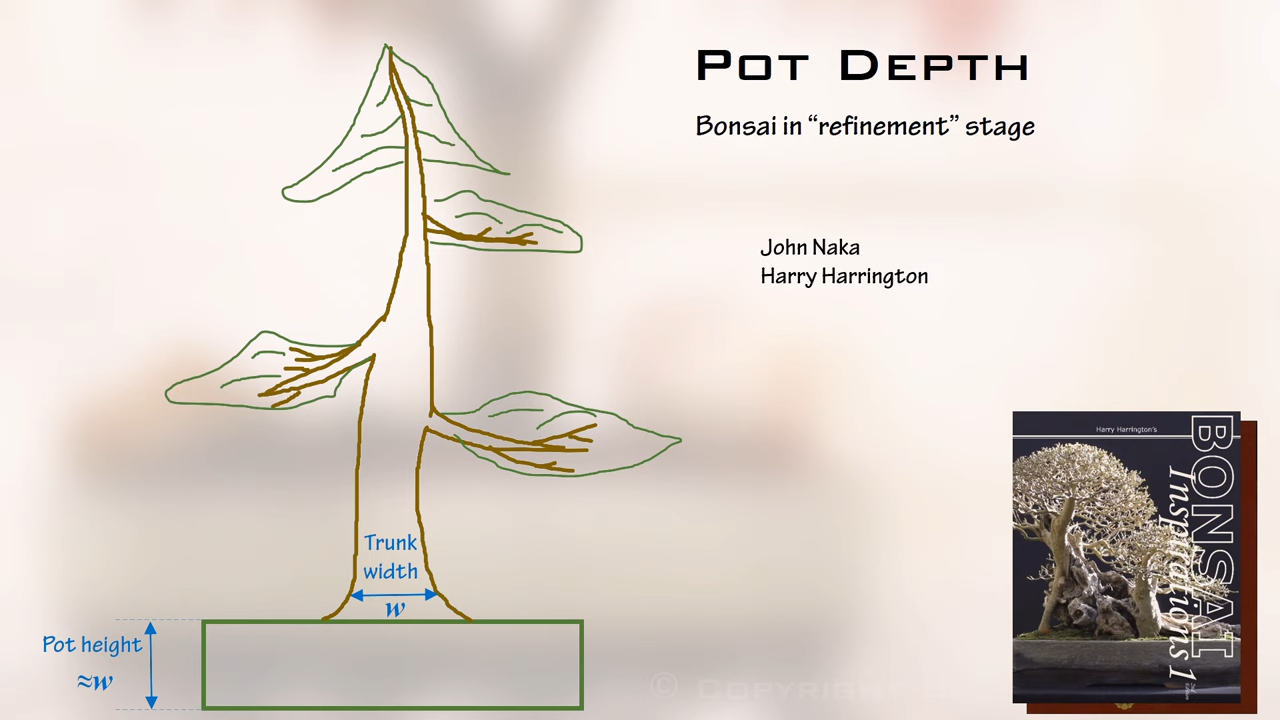 POT DEPTH
Bonsai in “refinement” stage
John Naka
Harry Harrington
Trunk
width
w
Pot height
≈w
Harry Harrington's
BONSAI
Inspirations 1
© COPYRIGHT